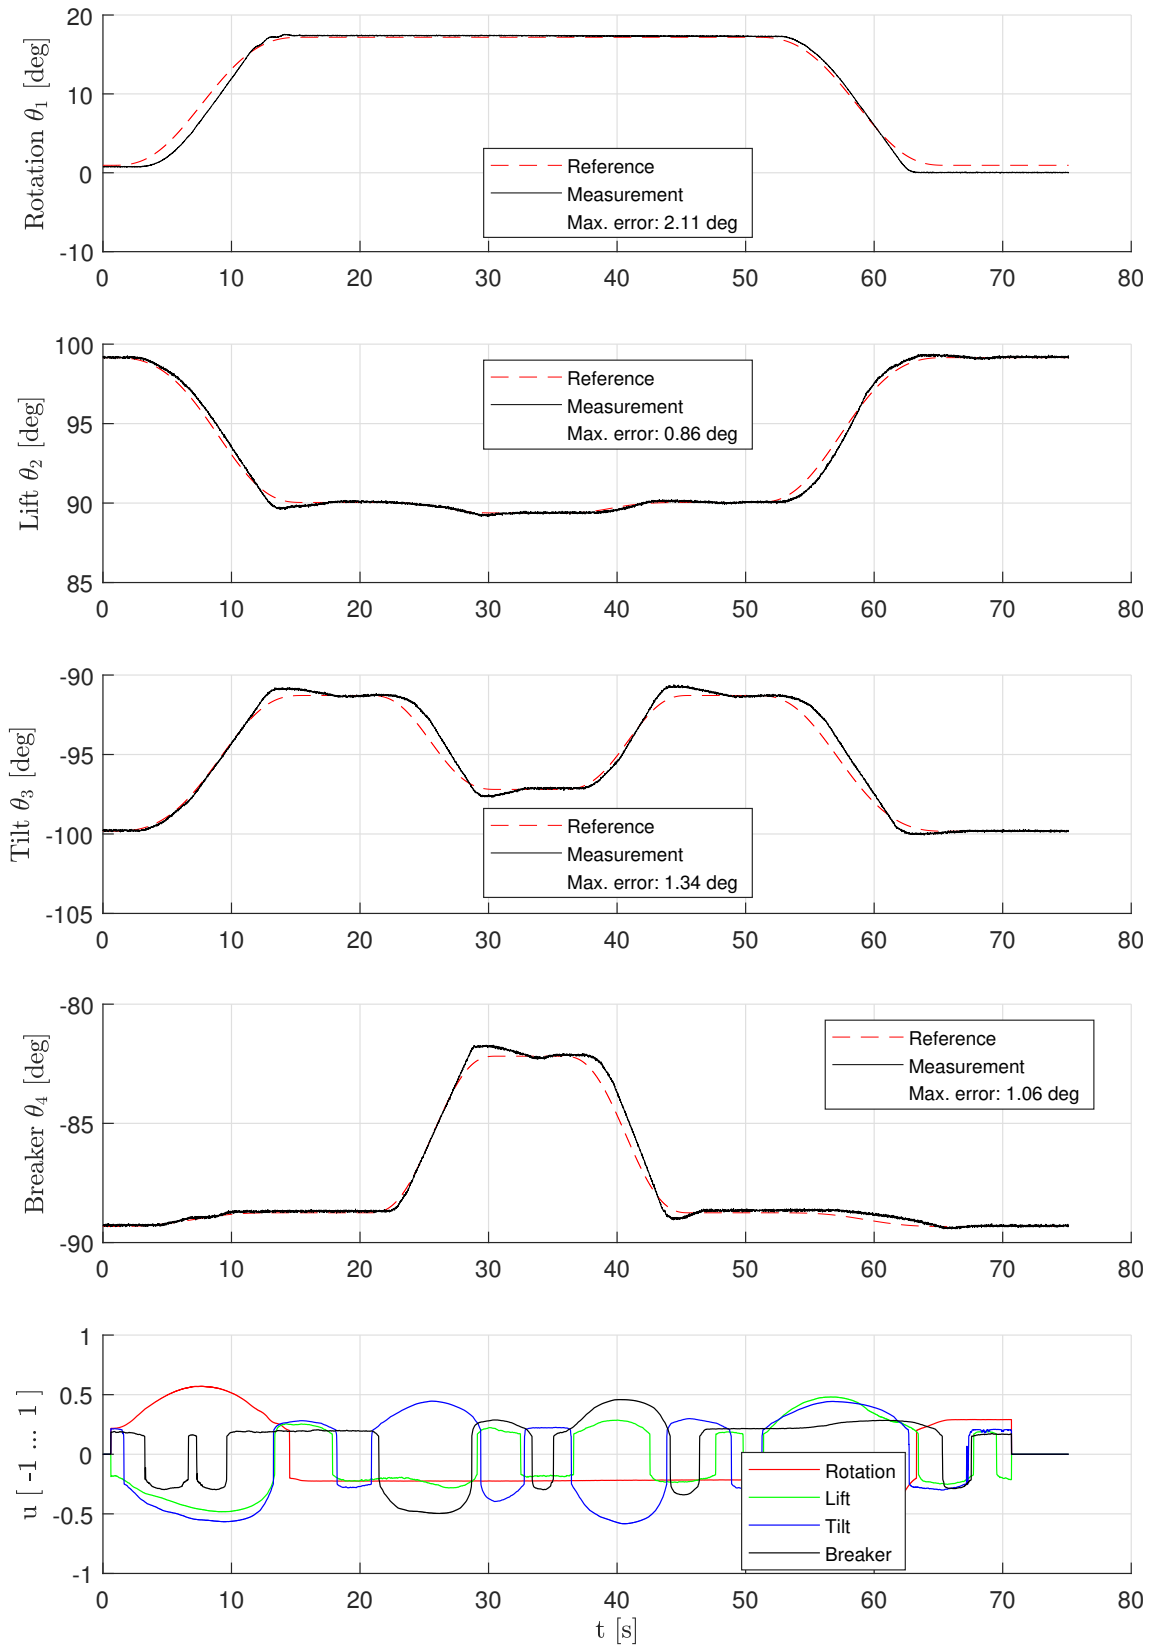 20
10
0
-10
Rotation θ1 [deg]
Reference
Measurement
Max. error: 2.11 deg
0 10 20 30 40 50 60 70 80
100
95
90
85
Lift θ2 [deg]
Reference
Measurement
Max. error: 0.86 deg
0 10 20 30 40 50 60 70 80
-90
-95
-100
-105
Tilt θ3 [deg]
Reference
Measurement
Max. error: 1.34 deg
0 10 20 30 40 50 60 70 80
-80
-85
-90
Breaker θ4 [deg]
Reference
Measurement
Max. error: 1.06 deg
0 10 20 30 40 50 60 70 80
1
0.5
0
-0.5
-1
u [ -1 ... 1 ]
Rotation
Lift
Tilt
Breaker
0 10 20 30 40 50 60 70 80
t [s]